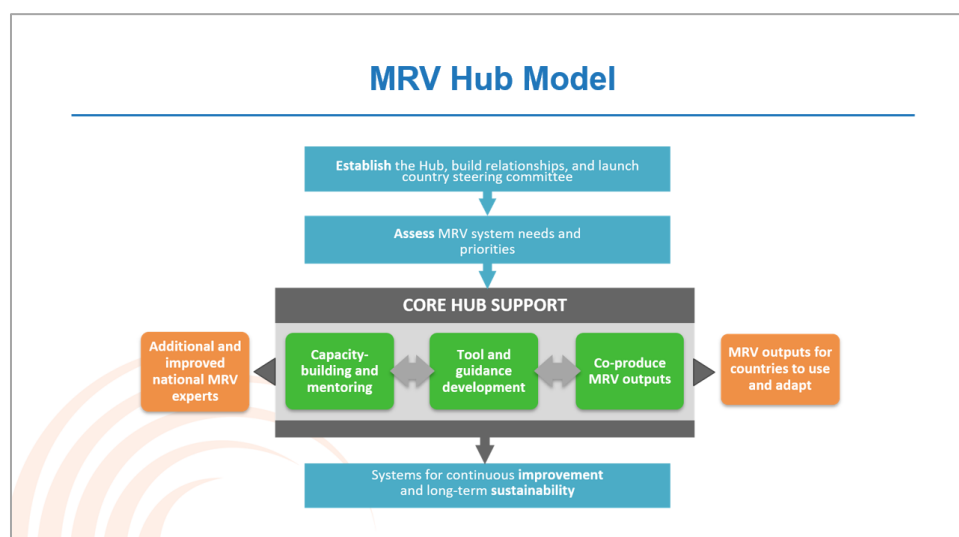 MRV Hub Model
Establish the Hub, build relationships, and launch
country steering committee
Assess MRV system needs and
priorities
CORE HUB SUPPORT
Additional and
improved
national MRV
experts
Capacity-
building and
mentoring
Tool and
guidance
development
Co-produce
MRV outputs
MRV outputs for
countries to use
and adapt
Systems for continuous improvement
and long-term sustainability